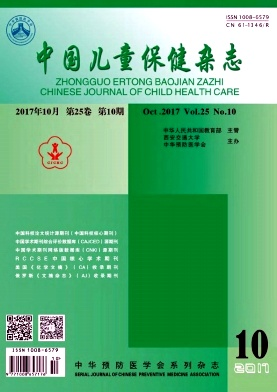 ISSN 1008-6579
CN 61-1346/R
中国儿童保健杂志
ZHONGGUO ERTONG BAOJIAN ZAZHI
CHINESE JOURNAL OF CHILD HEALTH CARE
2017年10月 第25卷 第10期
Oct.2017 Vol.25 No.10
中华人民共和国教育部 主管
西安交通大学
中华预防医学会 主办
中国科技论文统计源期刊(中国科技核心期刊)
中国学术期刊综合评价数据库(CAJCED)源期刊
中国学术期刊网络数据库(CNKI)源期刊
RCCSE中国核心学术期刊
美国《化学文摘》(CA)收录期刊
俄罗斯《文摘杂志》(AJ)收录期刊
ISSN 1008-6579
9 771008 657116
10
2017
中华预防医学会系列杂志
SERIAL JOURNAL OF CHINESE PREVENTIVE MEDICINE ASSOCIATION